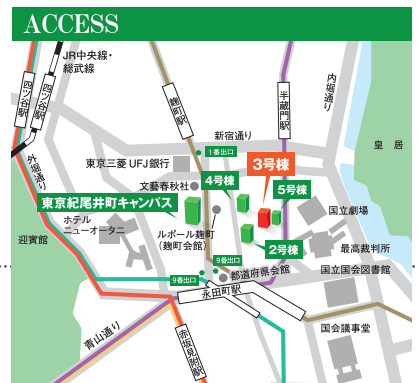 ACCESS
JR中央線・
総武線
四ツ谷駅
四ツ谷駅
麹町駅
半蔵門駅
内堀通り
皇居
新宿通り
1番出口
東京三菱UFJ銀行
3号棟
外堀通り
文藝春秋社
4号棟
5号棟
東京紀尾井町キャンパス
国立劇場
ホテル
ニューオータニ
ルポール麹町
(麹町会館)
迎賓館
2号棟
最高裁判所
9番出口
都道府県会館
国立国会図書館
9番出口
永田町駅
青山通り
赤坂見附駅
国会議事堂